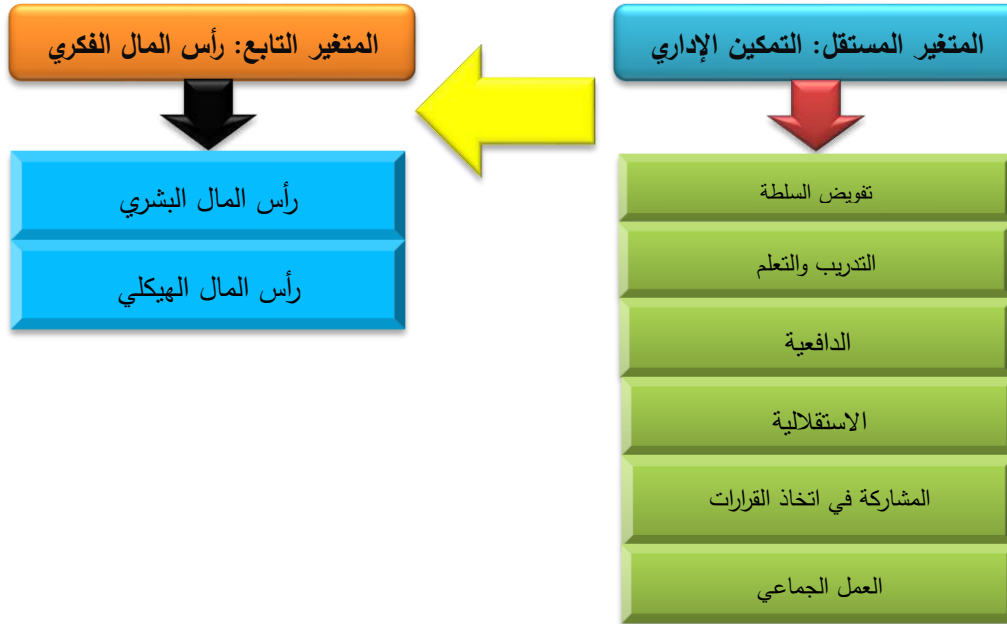 المتغير المستقل: التمكين الإداري
تفويض السلطة
التدريب والتعلم
الدافعية
الاستقلالية
المشاركة في اتخاذ القرارات
العمل الجماعي
المتغير التابع: رأس المال الفكري
رأس المال البشري
رأس المال الهيكلي